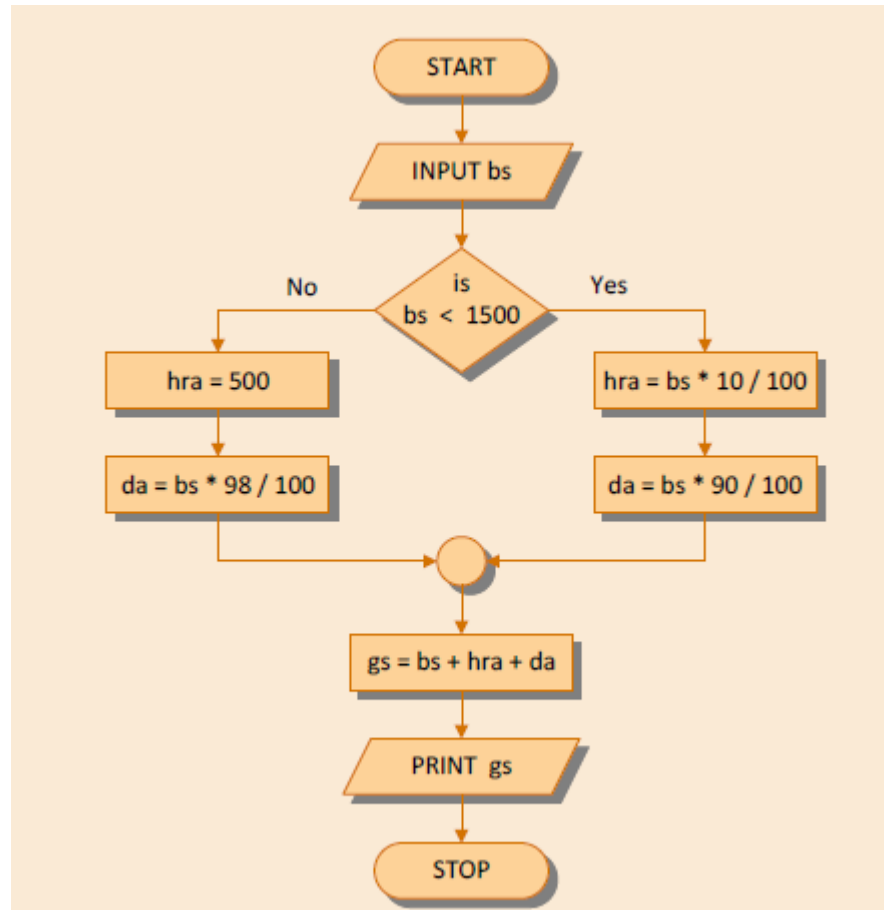 START
INPUT bs
is
bs < 1500
No
Yes
hra = 500
hra = bs * 10 / 100
da = bs * 98 / 100
da = bs * 90 / 100
gs = bs + hra + da
PRINT gs
STOP